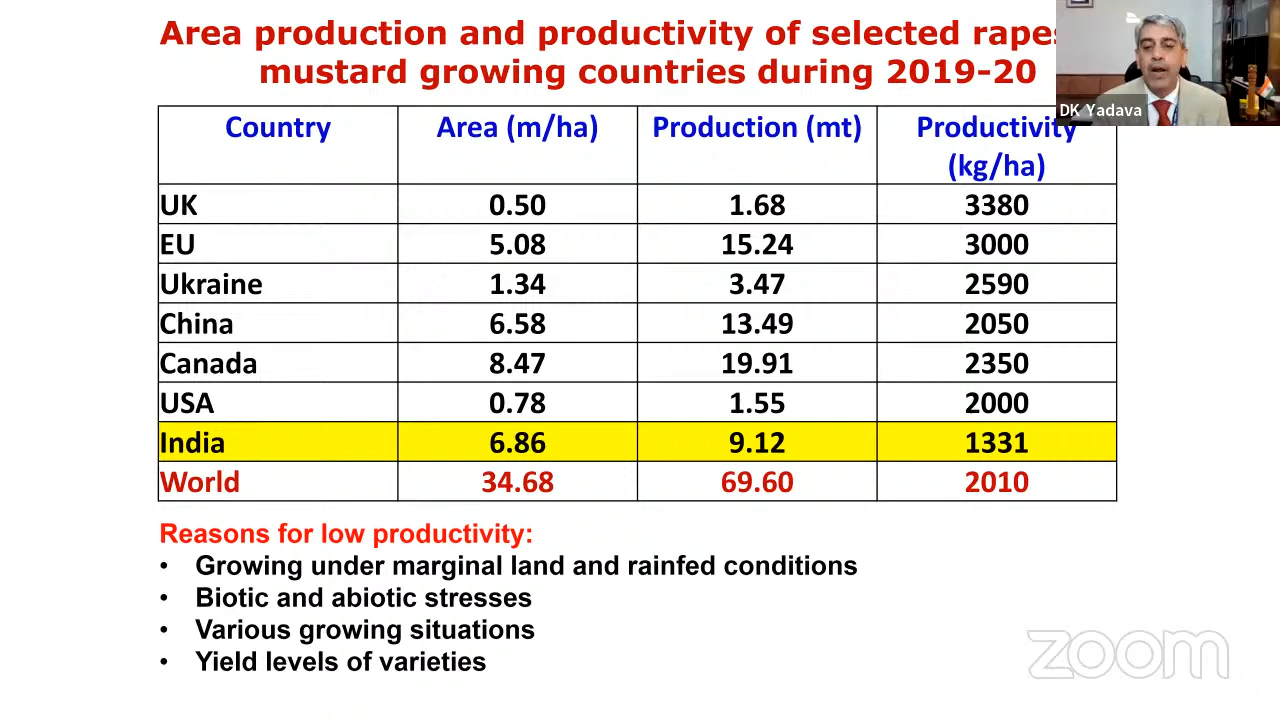 Area production and productivity of selected
mustard growing countries during 2019-20
DK Yadava
Country Area (m/ha) Production (mt) Productivity
(kg/ha)
UK 0.50 1.68 3380
EU 5.08 15.24 3000
Ukraine 1.34 3.47 2590
China 6.58 13.49 2050
Canada 8.47 19.91 2350
USA 0.78 1.55 2000
India 6.86 9.12 1331
World 34.68 69.60 2010
Reasons for low productivity:
• Growing under marginal land and rainfed conditions
• Biotic and abiotic stresses
• Various growing situations
• Yield levels of varieties
zoom